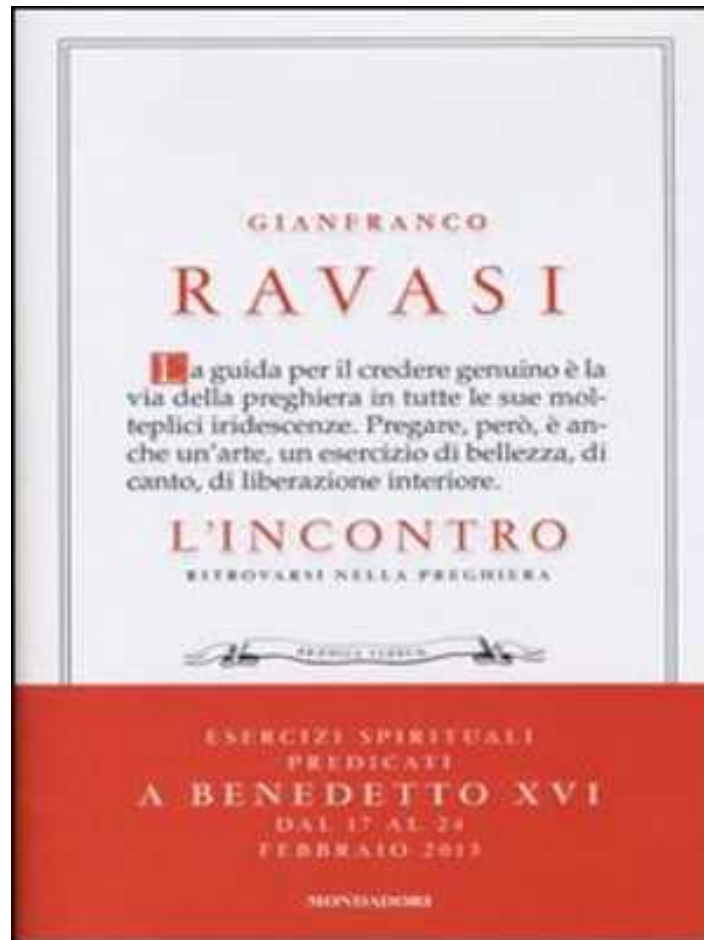 GIANFRANCO
RAVASI
La guida per il credere genuino è la
via della preghiera in tutte le sue mol-
teplici iridescenze. Pregare, però, è an-
che un'arte, un esercizio di bellezza, di
canto, di liberazione interiore.
L'INCONTRO
RITROVARSI NELLA PREGHIERA
ESERCIZI SPIRITUALI
PREDICATI
A BENEDETTO XVI
DAL 17 AL 24
FEBBRAIO 2013
MONDADORI